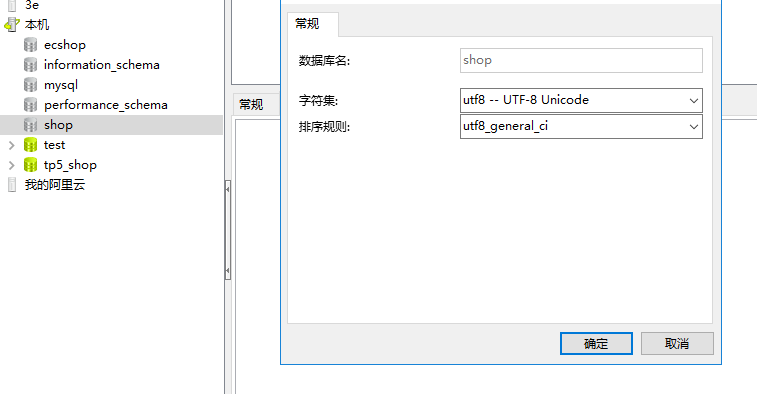 3e
本机
ecshop
information_schema
mysql
performance_schema
shop
test
tp5_shop
我的阿里云
常规
常规
数据库名:
shop
字符集:
utf8 -- UTF-8 Unicode
排序规则:
utf8_general_ci
确定
取消